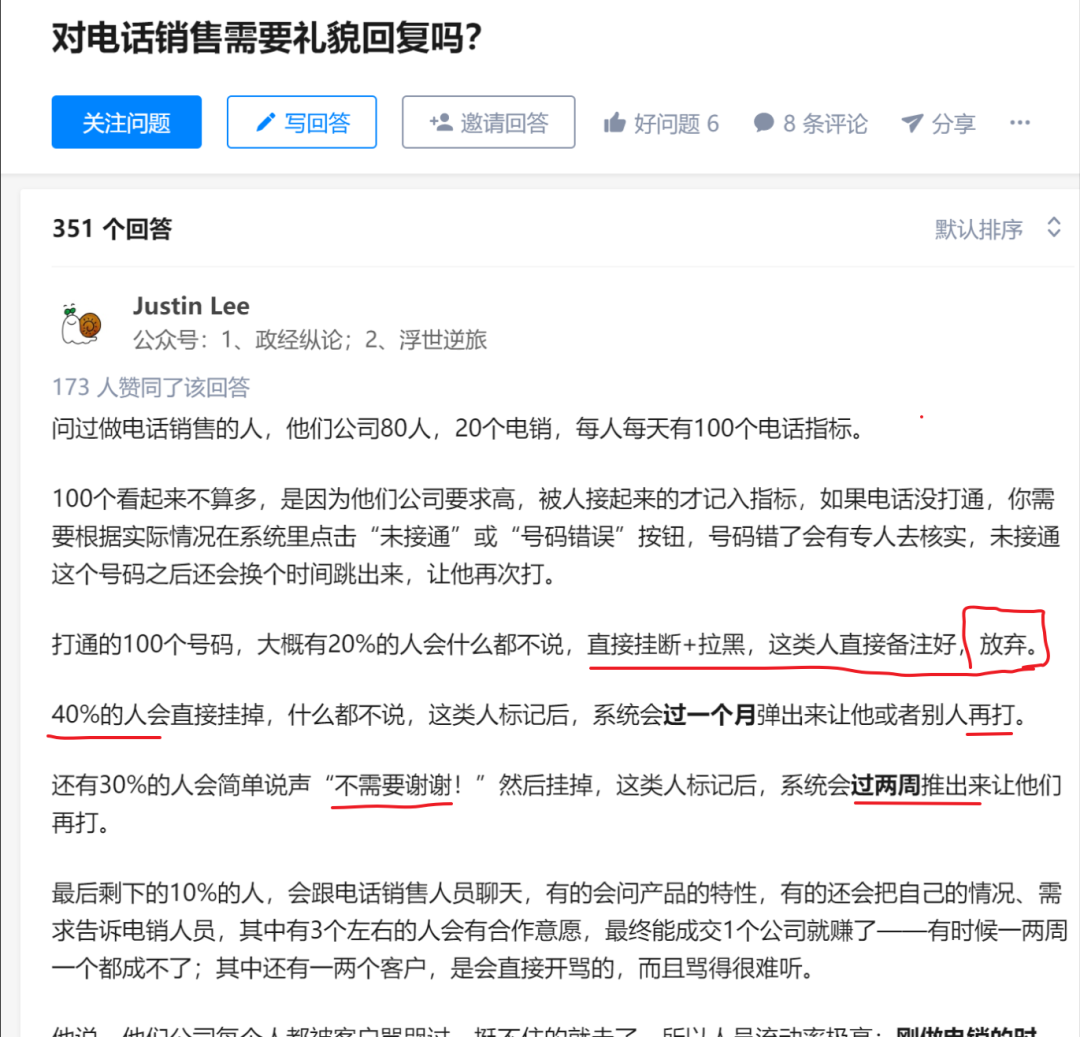 对电话销售需要礼貌回复吗？
关注问题
写回答
邀请回答
好问题 6
8 条评论
分享
351 个回答
默认排序
Justin Lee
公众号：1、政经纵论；2、浮世逆旅
173 人赞同了该回答
问过做电话销售的人，他们公司80人，20个电销，每人每天有100个电话指标。
100个看起来不算多，是因为他们公司要求高，被人接起来的才记入指标，如果电话没打通，你需
要根据实际情况在系统里点击“未接通”或“号码错误”按钮，号码错了会有专人去核实，未接通
这个号码之后还会换个时间跳出来，让他再次打。
打通的100个号码，大概有20%的人会什么都不说，直接挂断+拉黑，这类人直接备注好，放弃。
40%的人会直接挂掉，什么都不说，这类人标记后，系统会过一个月弹出来让他或者别人再打。
还有30%的人会简单说声“不需要谢谢！”然后挂掉，这类人标记后，系统会过两周推出来让他们
再打。
最后剩下的10%的人，会跟电话销售人员聊天，有的会问产品的特性，有的还会把自己的情况、需
求告诉电销人员，其中有3个左右的人会有合作意愿，最终能成交1个公司就赚了——有时候一两周
一个都成不了；其中还有一两个客户，是会直接开骂的，而且骂得很难听。